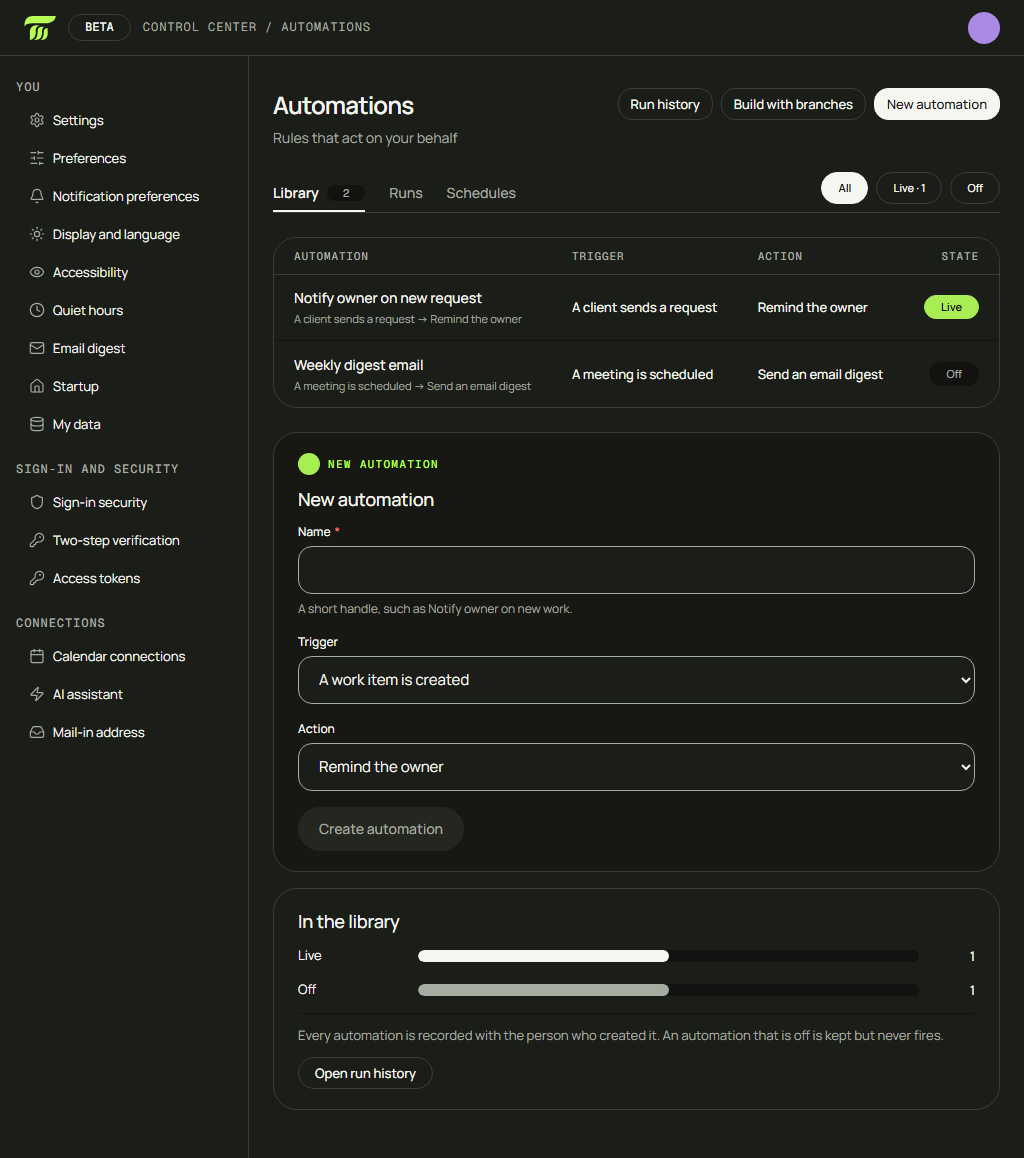 BETA
CONTROL CENTER / AUTOMATIONS
YOU
Settings
Preferences
Notification preferences
Display and language
Accessibility
Quiet hours
Email digest
Startup
My data
SIGN-IN AND SECURITY
Sign-in security
Two-step verification
Access tokens
CONNECTIONS
Calendar connections
AI assistant
Mail-in address
Automations
Rules that act on your behalf
Run history
Build with branches
New automation
Library 2
Runs
Schedules
All
Live · 1
Off
AUTOMATION TRIGGER ACTION STATE
Notify owner on new request
A client sends a request → Remind the owner
A client sends a request
Remind the owner
Live
Weekly digest email
A meeting is scheduled → Send an email digest
A meeting is scheduled
Send an email digest
Off
NEW AUTOMATION
New automation
Name *
A short handle, such as Notify owner on new work.
Trigger
A work item is created
Action
Remind the owner
Create automation
In the library
Live 1
Off 1
Every automation is recorded with the person who created it. An automation that is off is kept but never fires.
Open run history